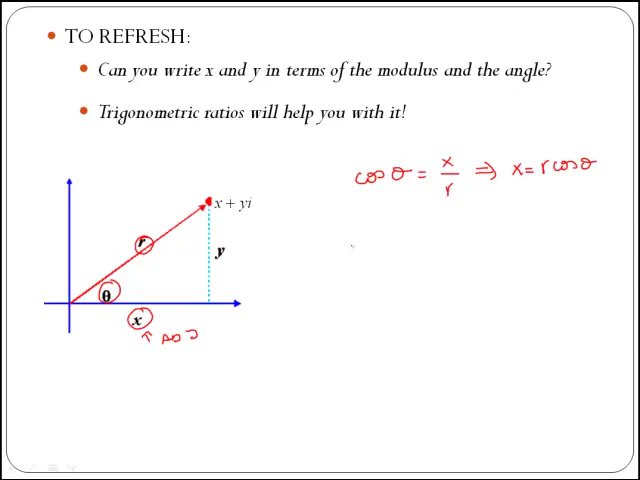 TO REFRESH:
Can you write x and y in terms of the modulus and the angle?
Trigonometric ratios will help you with it!
cos θ = x/r ⇒ x = r cos θ
x + yi
r
y
θ
x
↑ ADJ